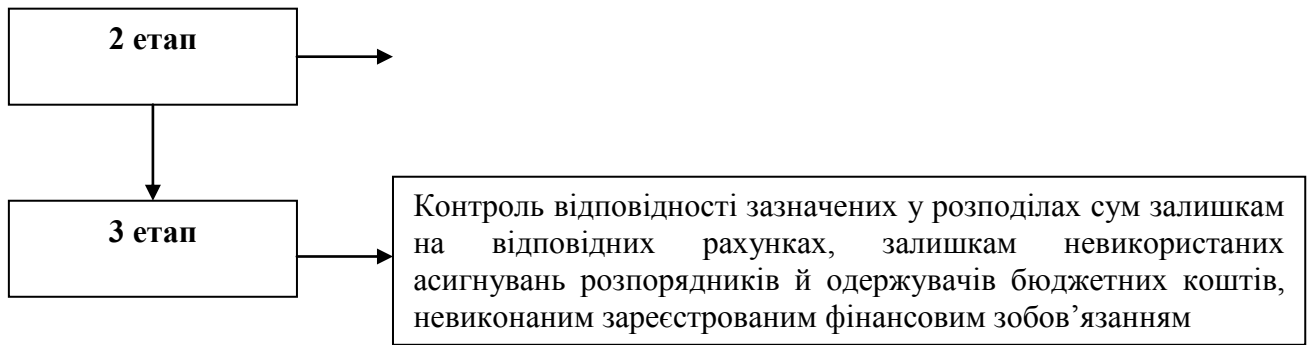 2 етап
3 етап
Контроль відповідності зазначених у розподілах сум залишкам
на відповідних рахунках, залишкам невикористаних
асигнувань розпорядників й одержувачів бюджетних коштів,
невиконаним зареєстрованим фінансовим зобов’язанням